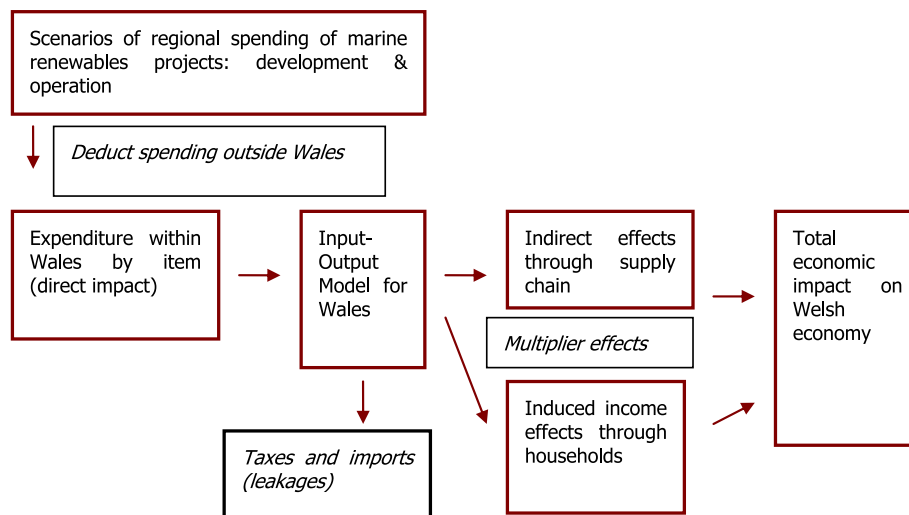 Scenarios of regional spending of marine
renewables projects: development &
operation
Deduct spending outside Wales
Expenditure within
Wales by item
(direct impact)
Input-
Output
Model for
Wales
Indirect effects
through supply
chain
Total
economic
impact on
Welsh
economy
Multiplier effects
Induced income
effects through
households
Taxes and imports
(leakages)